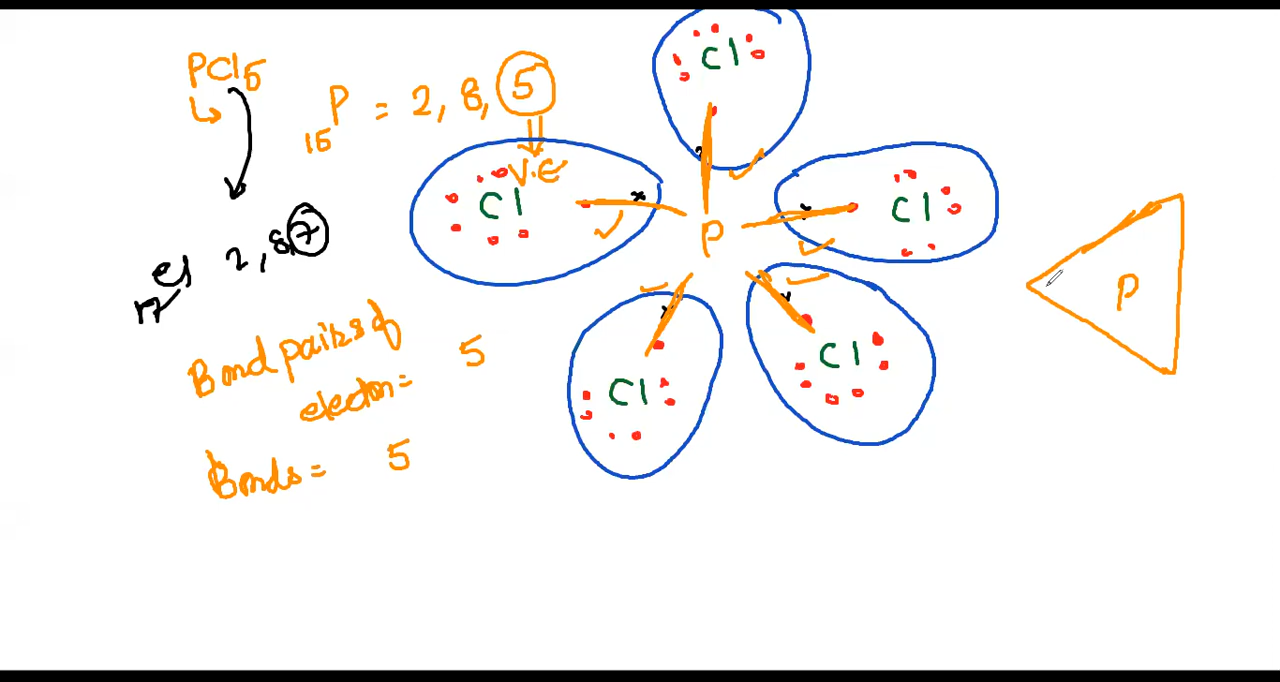 PCl5
15P = 2, 8, 5
V.E
17Cl 2, 8, 7
Bond pairs of
electon = 5
Bonds = 5
Cl
Cl
Cl
P
Cl
Cl
P